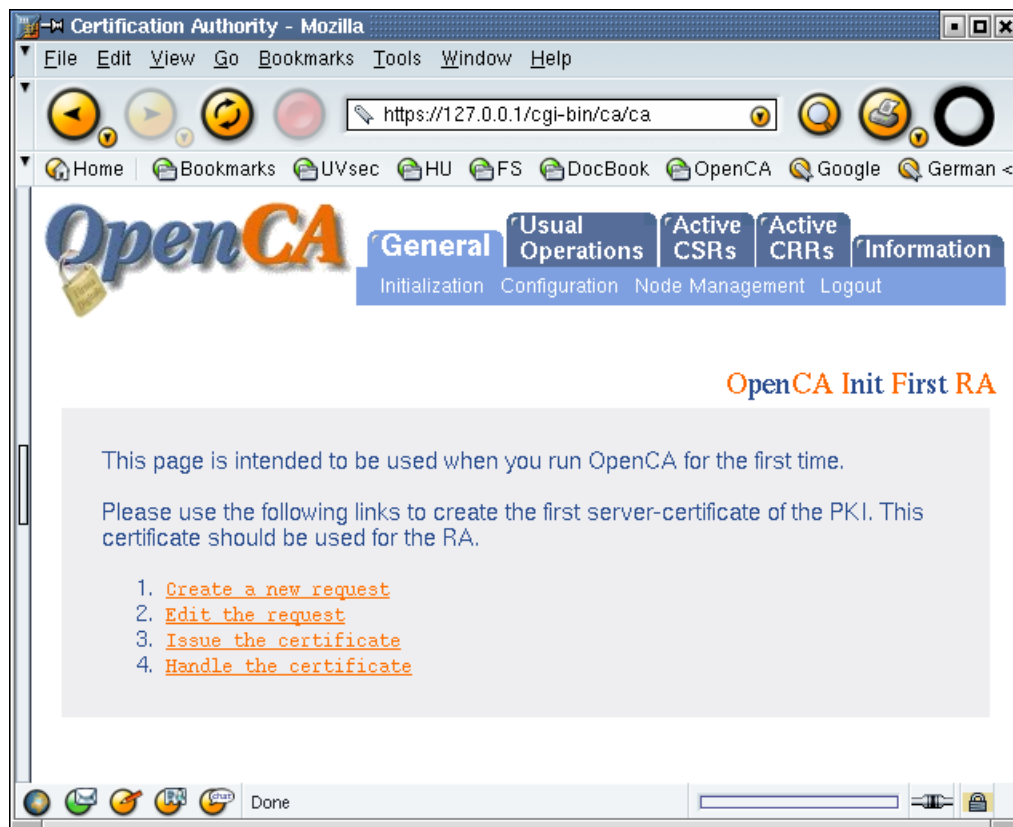 Certification Authority - Mozilla
File Edit View Go Bookmarks Tools Window Help
https://127.0.0.1/cgi-bin/ca/ca
Home Bookmarks UVsec HU FS DocBook OpenCA Google German <
OpenCA
General
Usual Operations
Active CSRs
Active CRRs
Information
Initialization Configuration Node Management Logout
OpenCA Init First RA
This page is intended to be used when you run OpenCA for the first time.
Please use the following links to create the first server-certificate of the PKI. This
certificate should be used for the RA.
1. Create a new request
2. Edit the request
3. Issue the certificate
4. Handle the certificate
Done